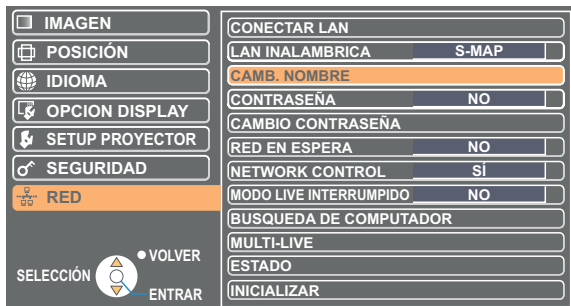 IMAGEN
POSICIÓN
IDIOMA
OPCION DISPLAY
SETUP PROYECTOR
SEGURIDAD
RED
VOLVER
SELECCIÓN
ENTRAR
CONECTAR LAN
LAN INALAMBRICA S-MAP
CAMB. NOMBRE
CONTRASEÑA NO
CAMBIO CONTRASEÑA
RED EN ESPERA NO
NETWORK CONTROL SÍ
MODO LIVE INTERRUMPIDO NO
BUSQUEDA DE COMPUTADOR
MULTI-LIVE
ESTADO
INICIALIZAR